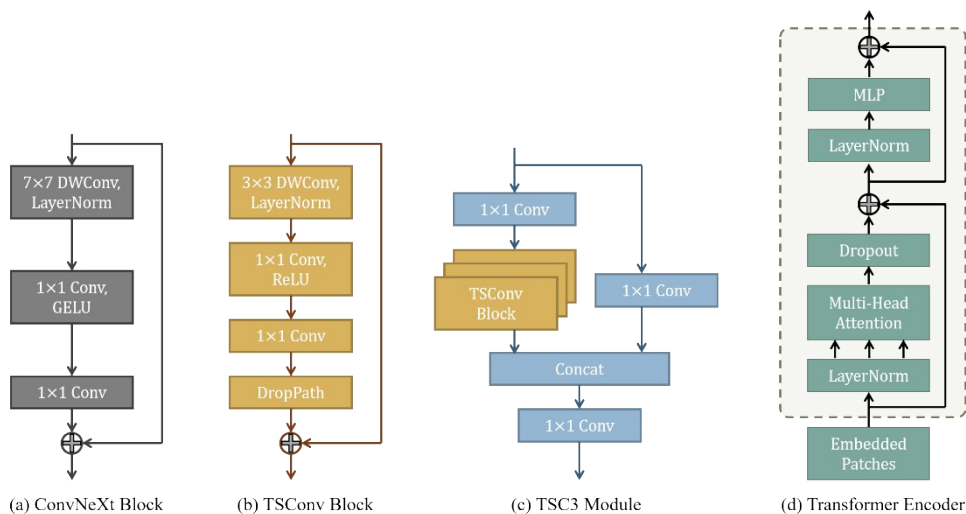 7×7 DWConv,
LayerNorm
1×1 Conv,
GELU
1×1 Conv
(a) ConvNeXt Block
3×3 DWConv,
LayerNorm
1×1 Conv,
ReLU
1×1 Conv
DropPath
(b) TSConv Block
1×1 Conv
TSConv
Block
1×1 Conv
Concat
1×1 Conv
(c) TSC3 Module
MLP
LayerNorm
Dropout
Multi-Head
Attention
LayerNorm
Embedded
Patches
(d) Transformer Encoder